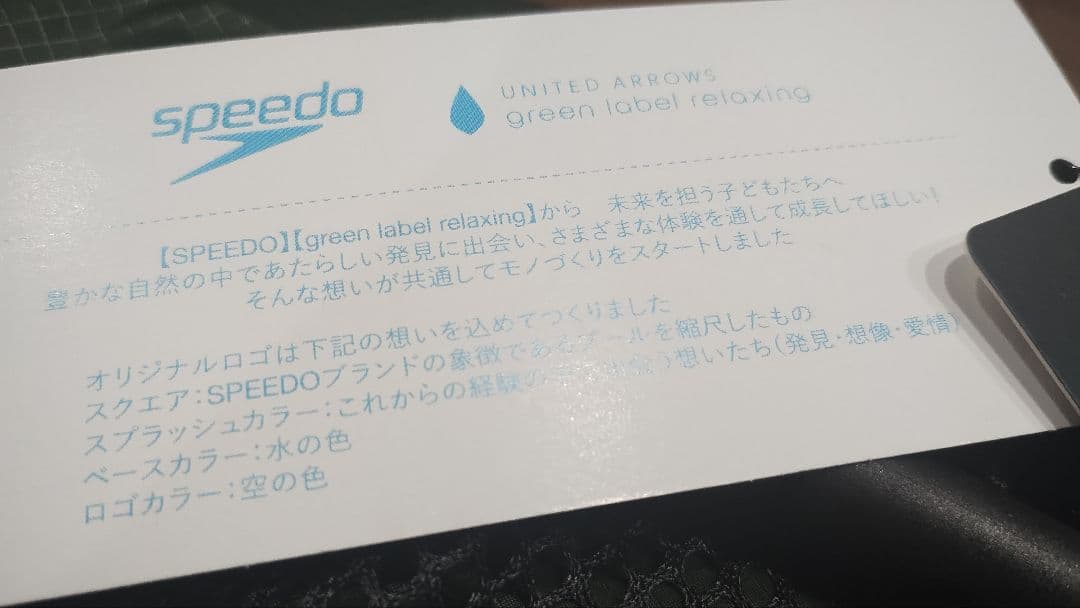 speedo
UNITED ARROWS
green label relaxing
【SPEEDO】【green label relaxing】から 未来を担う子どもたちへ
豊かな自然の中であたらしい発見に出会い、さまざまな体験を通して成長してほしい!
そんな想いが共通してモノづくりをスタートしました
オリジナルロゴは下記の想いを込めてつくりました
スクエア:SPEEDOブランドの象徴であるプールを縮尺したもの
スプラッシュカラー:これからの経験の 出会う想いたち(発見・想像・愛情)
ベースカラー:水の色
ロゴカラー:空の色